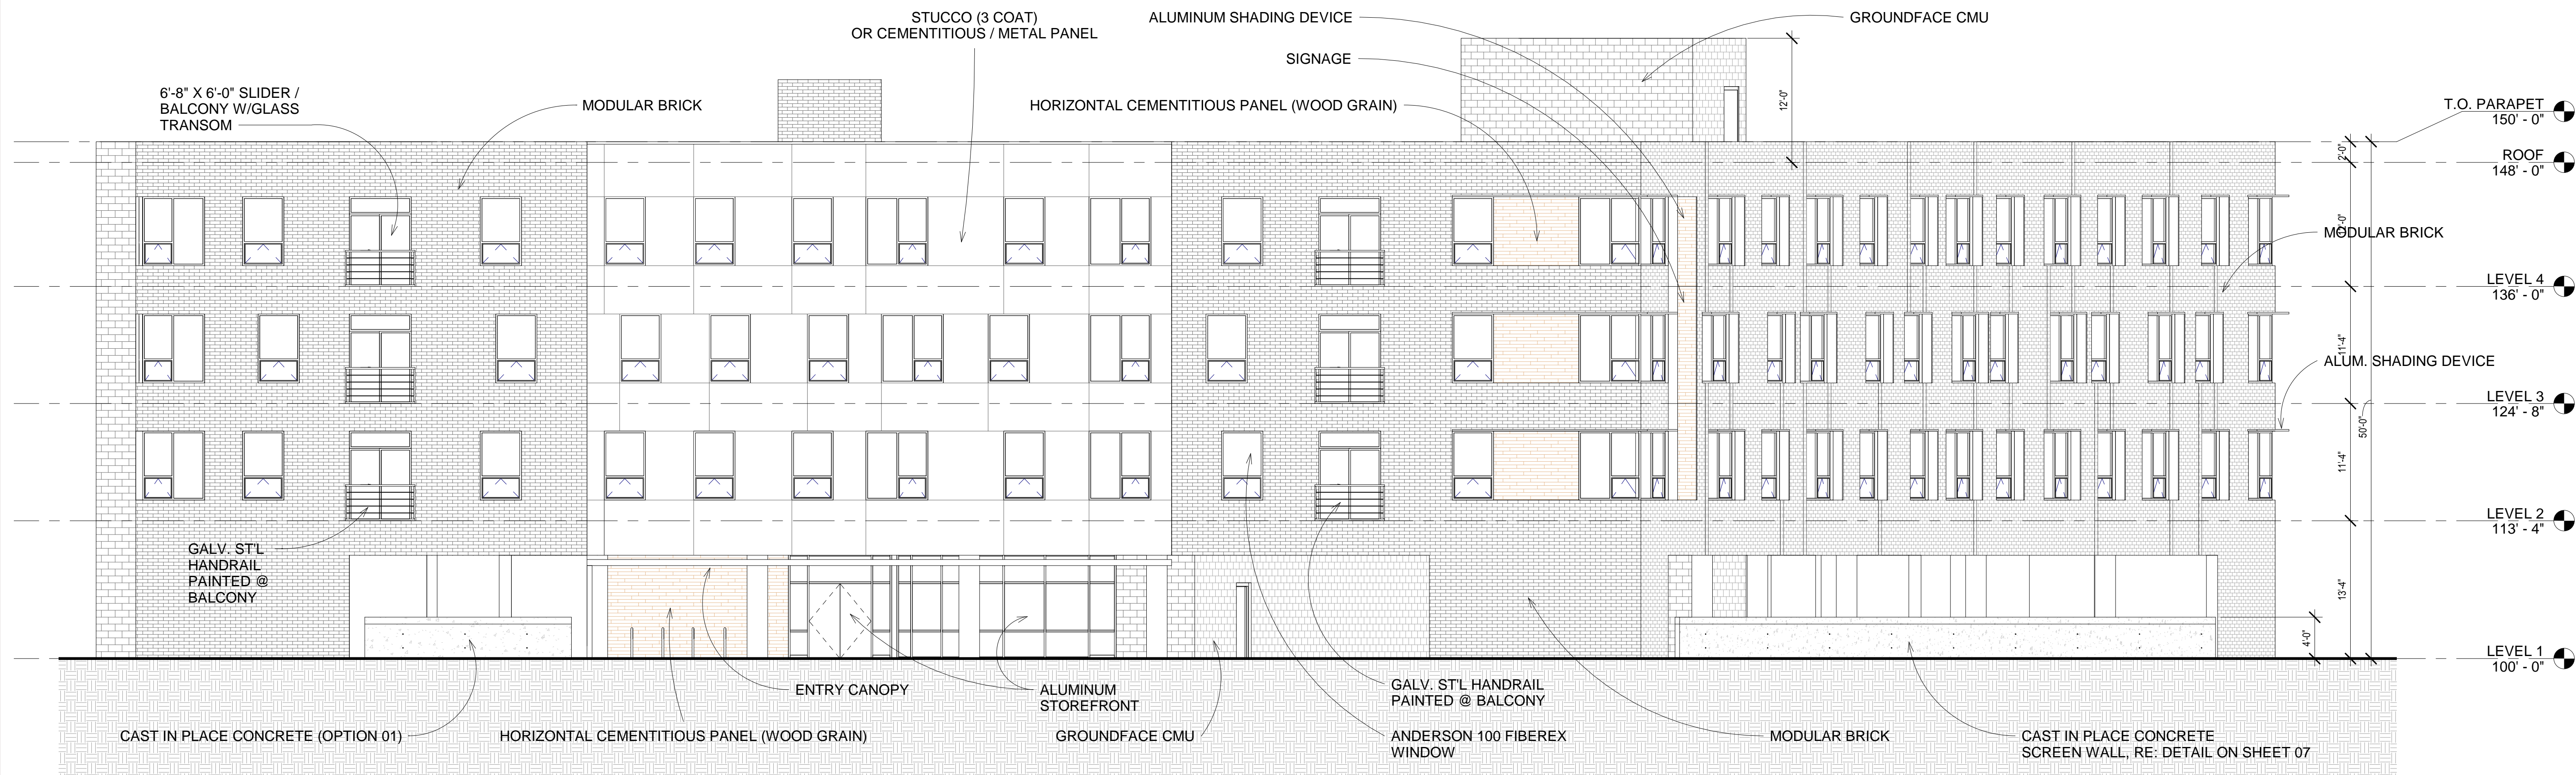 STUCCO (3 COAT)
OR CEMENTITIOUS / METAL PANEL
ALUMINUM SHADING DEVICE
GROUNDFACE CMU
SIGNAGE
6'-8" X 6'-0" SLIDER /
BALCONY W/GLASS
TRANSOM
MODULAR BRICK
HORIZONTAL CEMENTITIOUS PANEL (WOOD GRAIN)
12'-0"
T.O. PARAPET
150' - 0"
2'-0"
ROOF
148' - 0"
MODULAR BRICK
LEVEL 4
136' - 0"
11'-4"
ALUM. SHADING DEVICE
LEVEL 3
124' - 8"
50'-0"
11'-4"
LEVEL 2
113' - 4"
GALV. ST'L
HANDRAIL
PAINTED @
BALCONY
13'-4"
4'-0"
LEVEL 1
100' - 0"
ENTRY CANOPY
ALUMINUM
STOREFRONT
GALV. ST'L HANDRAIL
PAINTED @ BALCONY
CAST IN PLACE CONCRETE (OPTION 01)
HORIZONTAL CEMENTITIOUS PANEL (WOOD GRAIN)
GROUNDFACE CMU
ANDERSON 100 FIBEREX
WINDOW
MODULAR BRICK
CAST IN PLACE CONCRETE
SCREEN WALL, RE: DETAIL ON SHEET 07